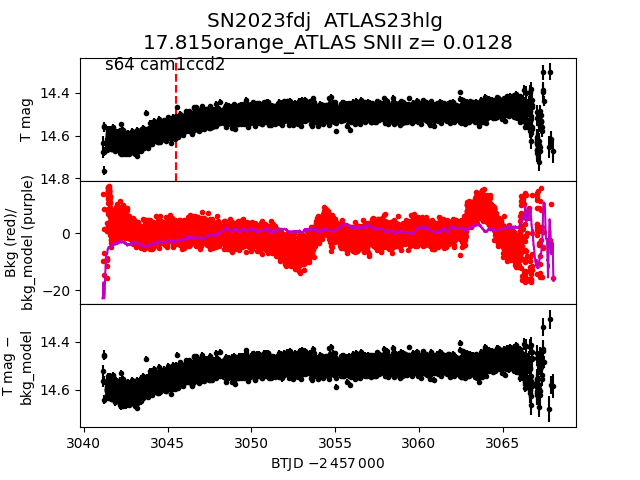 SN2023fdj  ATLAS23hlg
17.815orange_ATLAS SNII z= 0.0128
s64 cam1ccd2
T mag
14.4
14.6
14.8
Bkg (red)/
bkg_model (purple)
0
−20
T mag −
bkg_model
14.4
14.6
3040 3045 3050 3055 3060 3065
BTJD −2 457 000